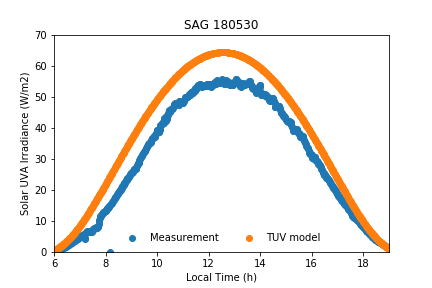 SAG 180530
Solar UVA Irradiance (W/m2)
70
60
50
40
30
20
10
0
Measurement TUV model
6 8 10 12 14 16 18
Local Time (h)